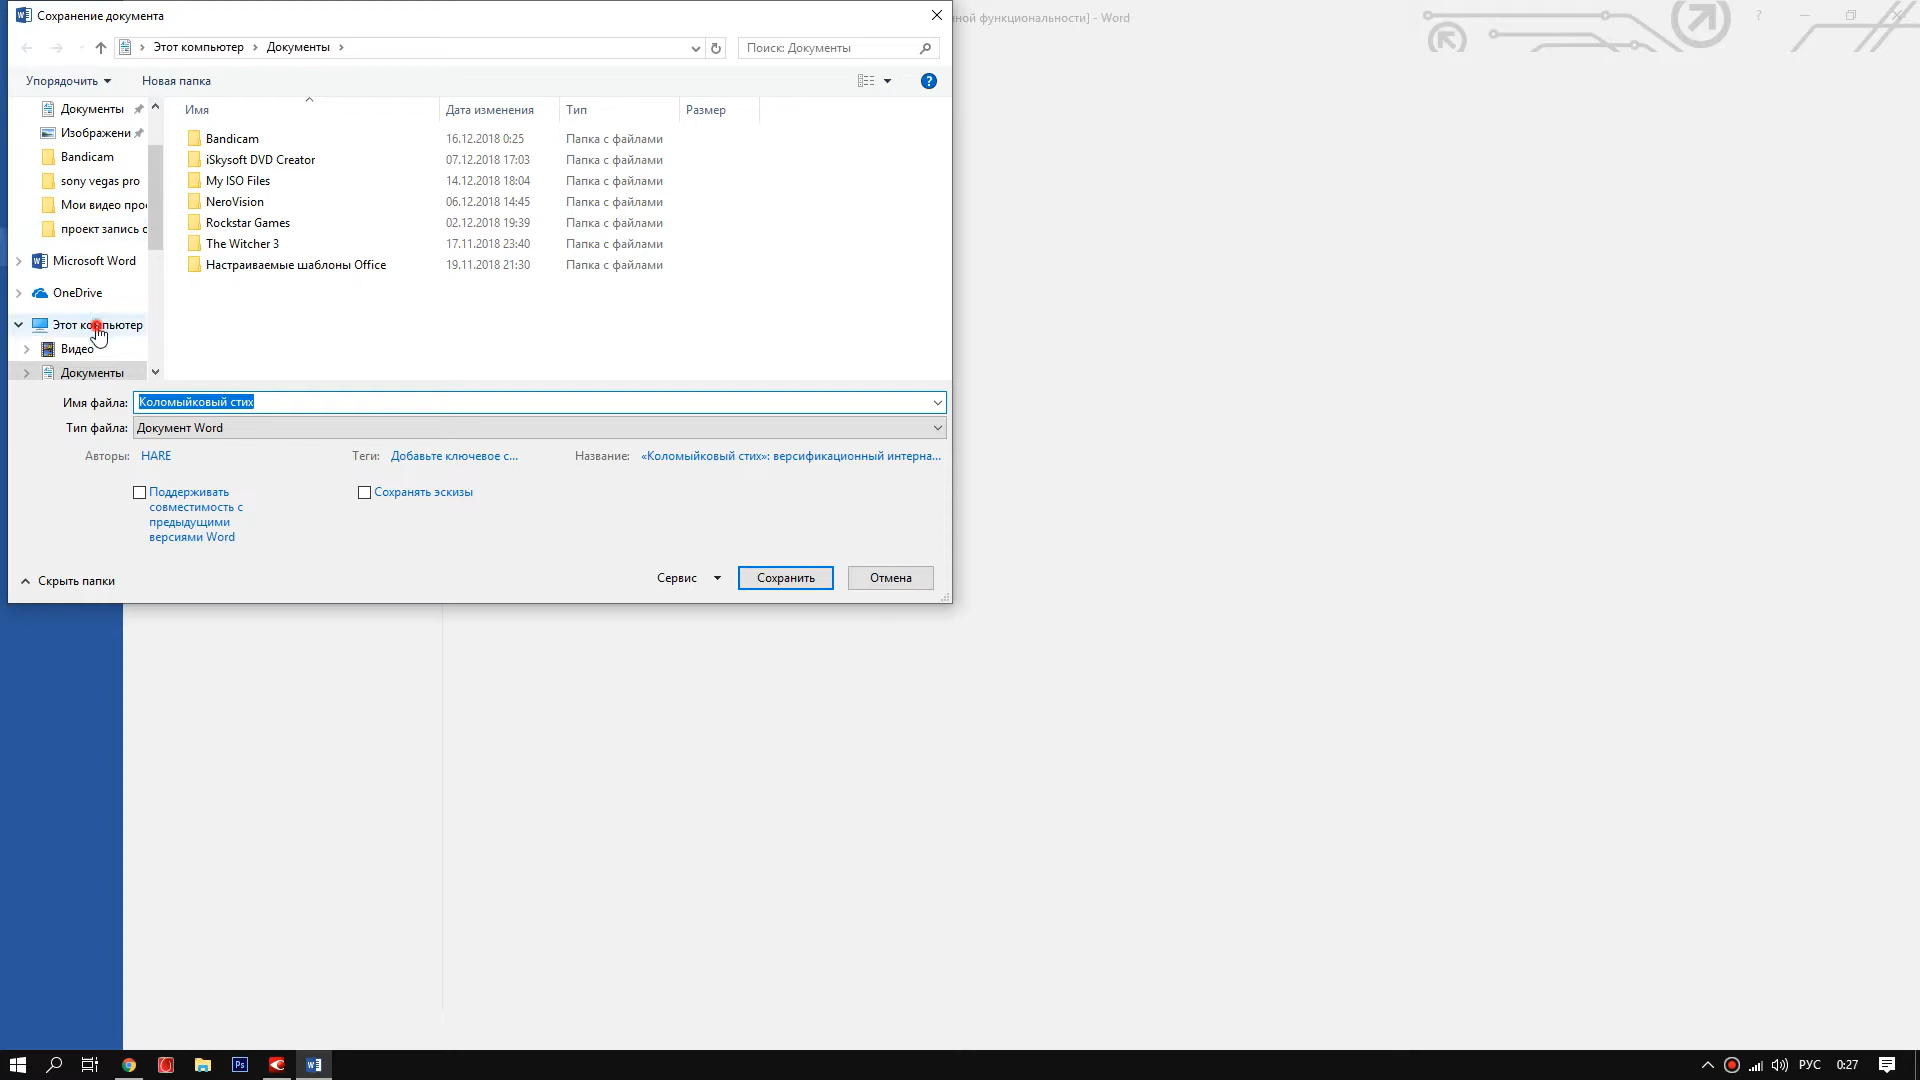 Сохранение документа
нной функциональности] - Word
Этот компьютер
Документы
Поиск: Документы
Упорядочить
Новая папка
Документы
Изображени
Bandicam
sony vegas pro
Мои видео прое
проект запись с
Microsoft Word
OneDrive
Этот компьютер
Видео
Документы
Имя
Дата изменения
Тип
Размер
Bandicam 16.12.2018 0:25 Папка с файлами
iSkysoft DVD Creator 07.12.2018 17:03 Папка с файлами
My ISO Files 14.12.2018 18:04 Папка с файлами
NeroVision 06.12.2018 14:45 Папка с файлами
Rockstar Games 02.12.2018 19:39 Папка с файлами
The Witcher 3 17.11.2018 23:40 Папка с файлами
Настраиваемые шаблоны Office 19.11.2018 21:30 Папка с файлами
Имя файла: Коломыйковый стих
Тип файла: Документ Word
Авторы: HARE
Теги: Добавьте ключевое с...
Название: «Коломыйковый стих»: версификационный интерна...
Поддерживать
совместимость с
предыдущими
версиями Word
Сохранять эскизы
Скрыть папки
Сервис
Сохранить
Отмена
Ps
РУС
0:27